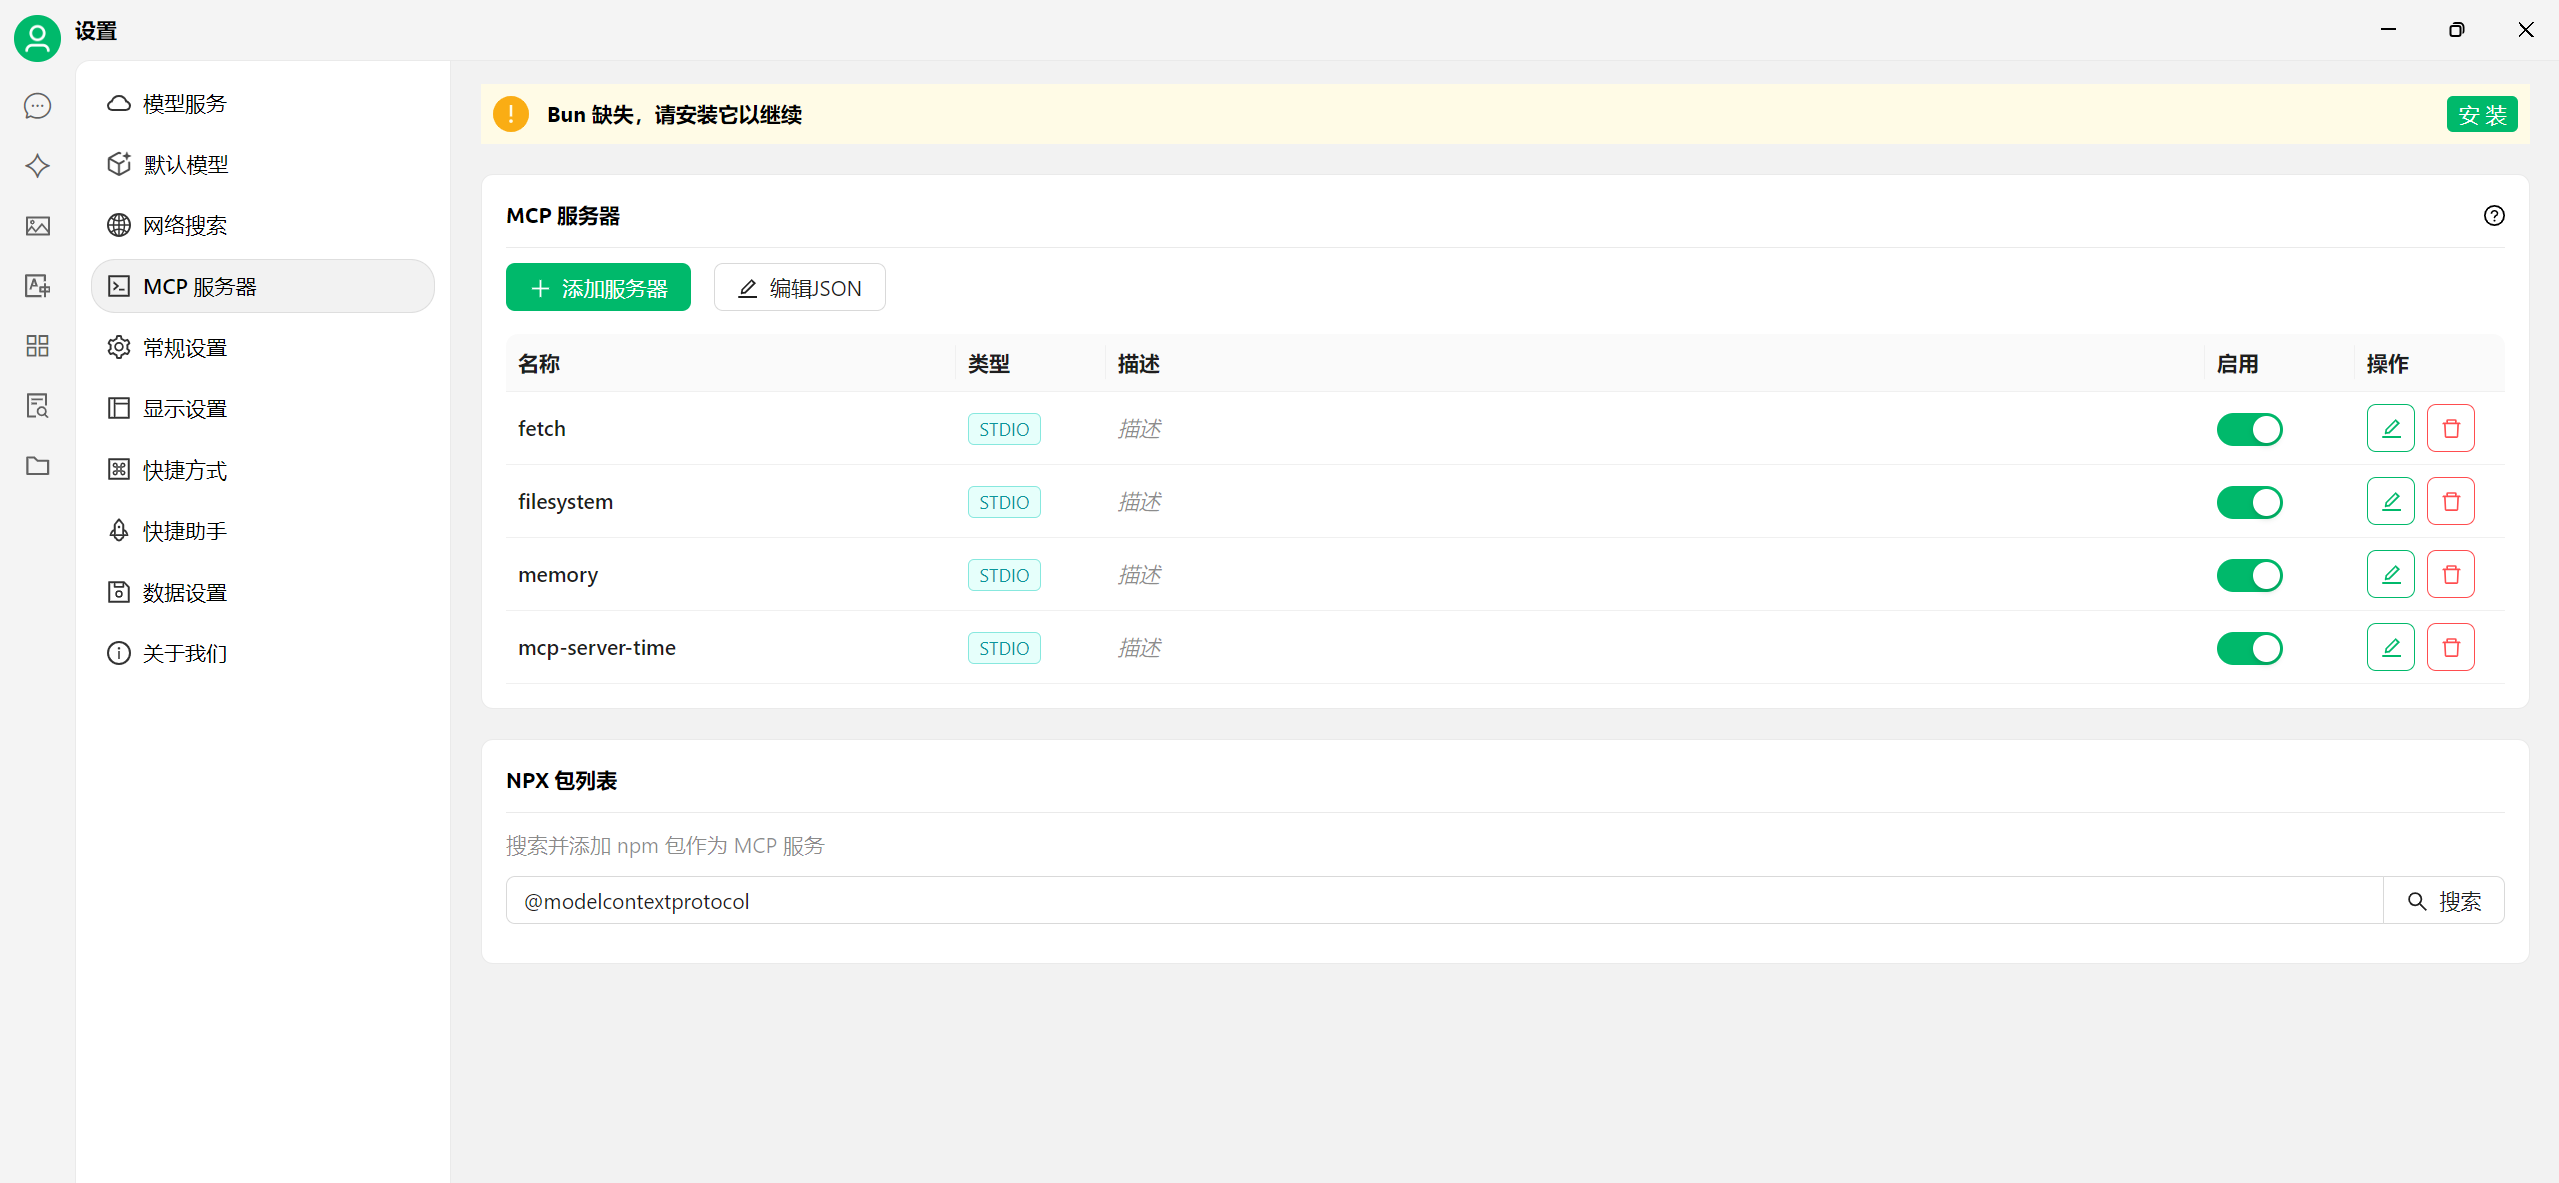 设置
模型服务
默认模型
网络搜索
MCP 服务器
常规设置
显示设置
快捷方式
快捷助手
数据设置
关于我们
Bun 缺失，请安装它以继续
安 装
MCP 服务器
添加服务器 编辑JSON
名称 类型 描述 启用 操作
fetch STDIO 描述
filesystem STDIO 描述
memory STDIO 描述
mcp-server-time STDIO 描述
NPX 包列表
搜索并添加 npm 包作为 MCP 服务
@modelcontextprotocol 搜索